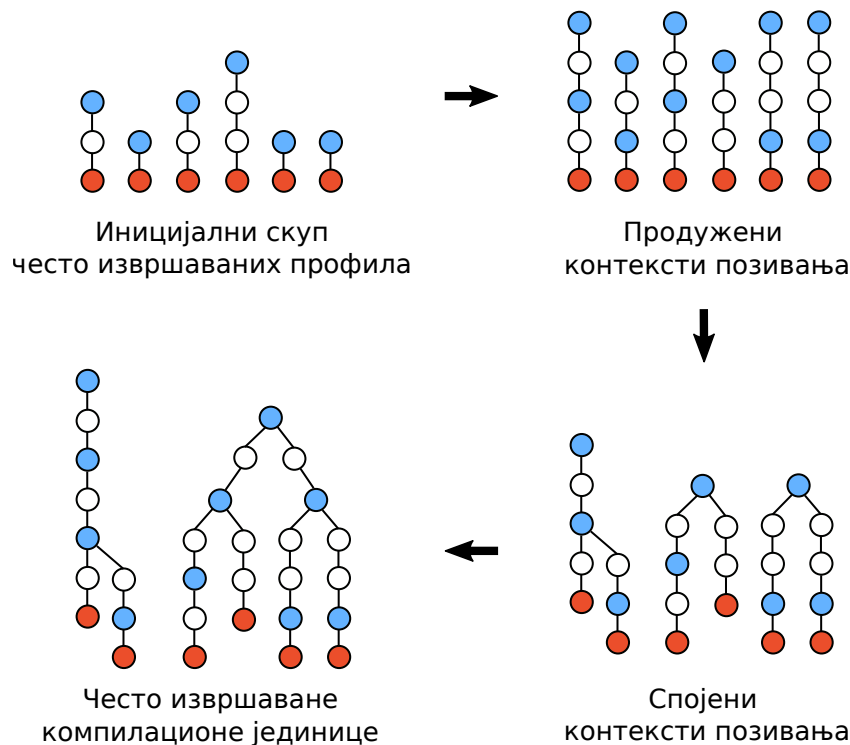 Иницијални скуп
често извршаваних профила
Продужени
контексти позивања
Често извршаване
компилационе јединице
Спојени
контексти позивања